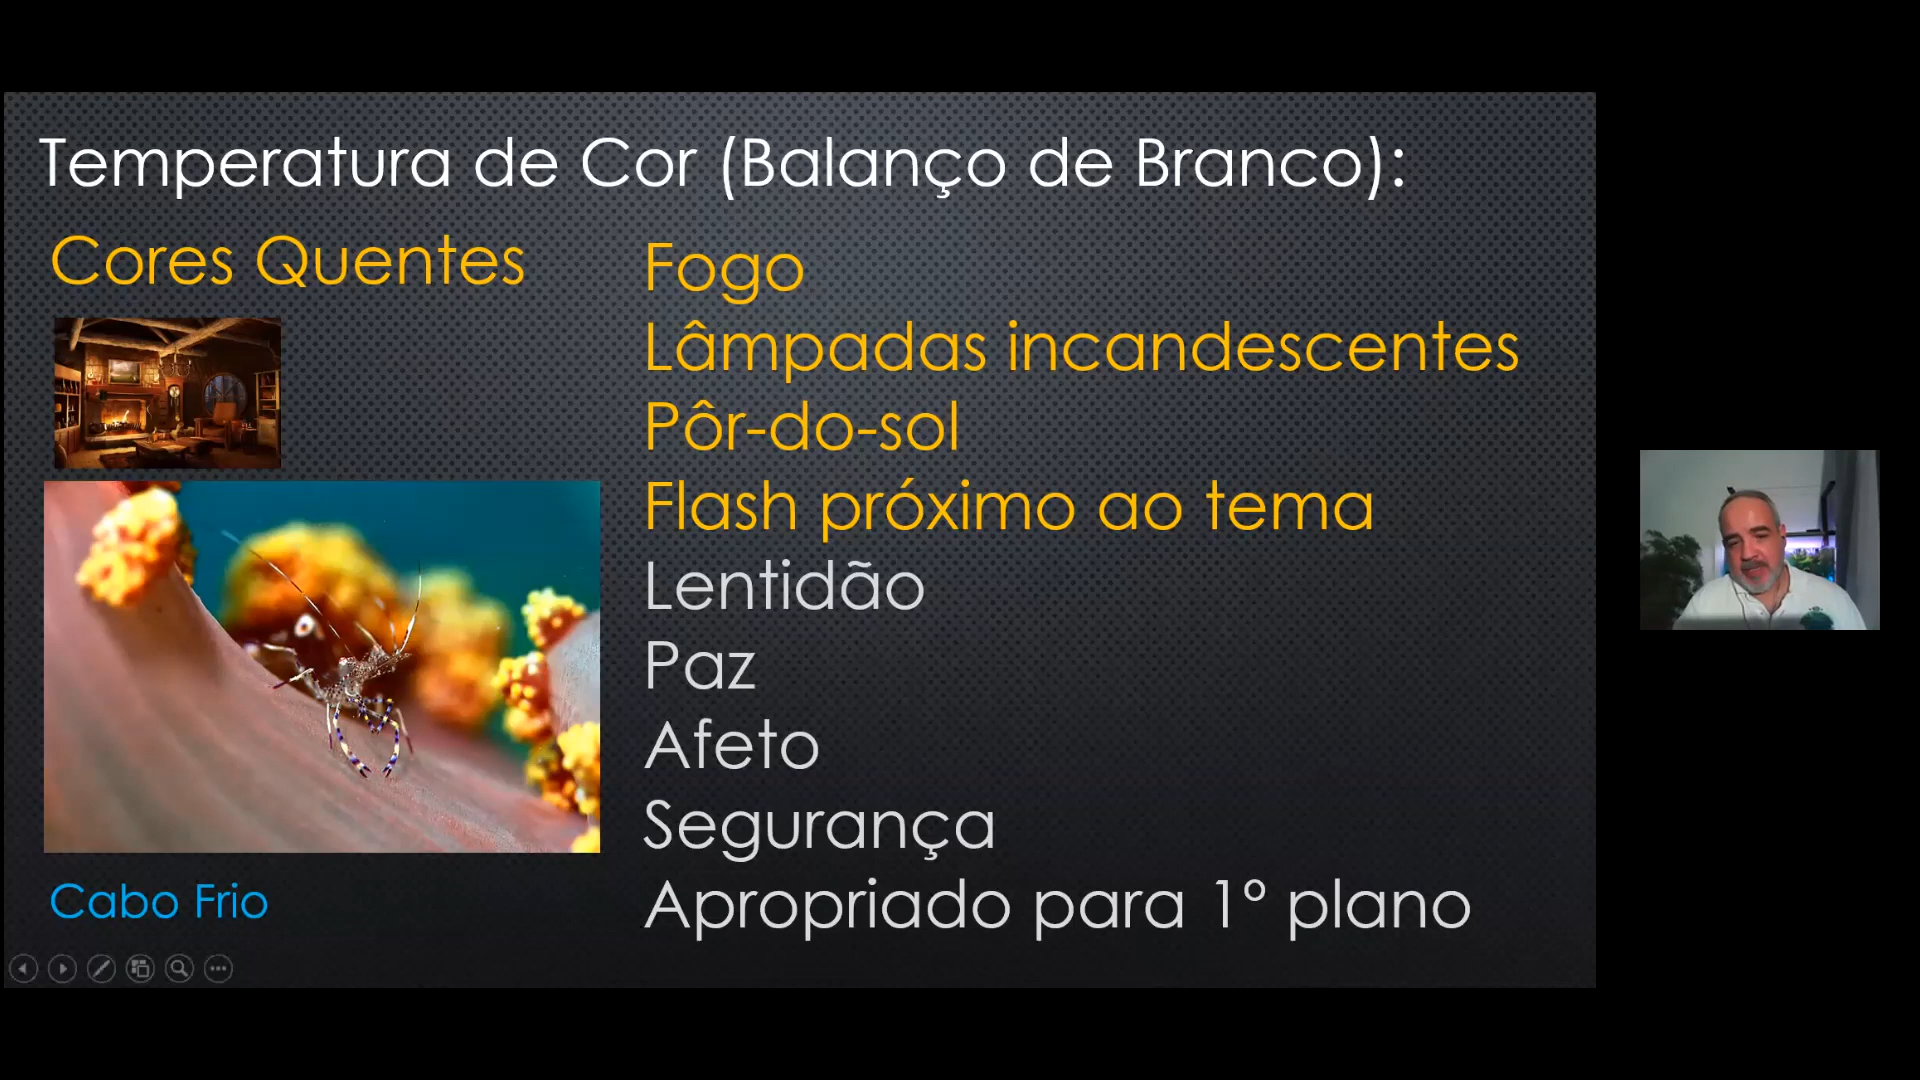 Temperatura de Cor (Balanço de Branco):
Cores Quentes
Fogo
Lâmpadas incandescentes
Pôr-do-sol
Flash próximo ao tema
Lentidão
Paz
Afeto
Segurança
Apropriado para 1º plano
Cabo Frio